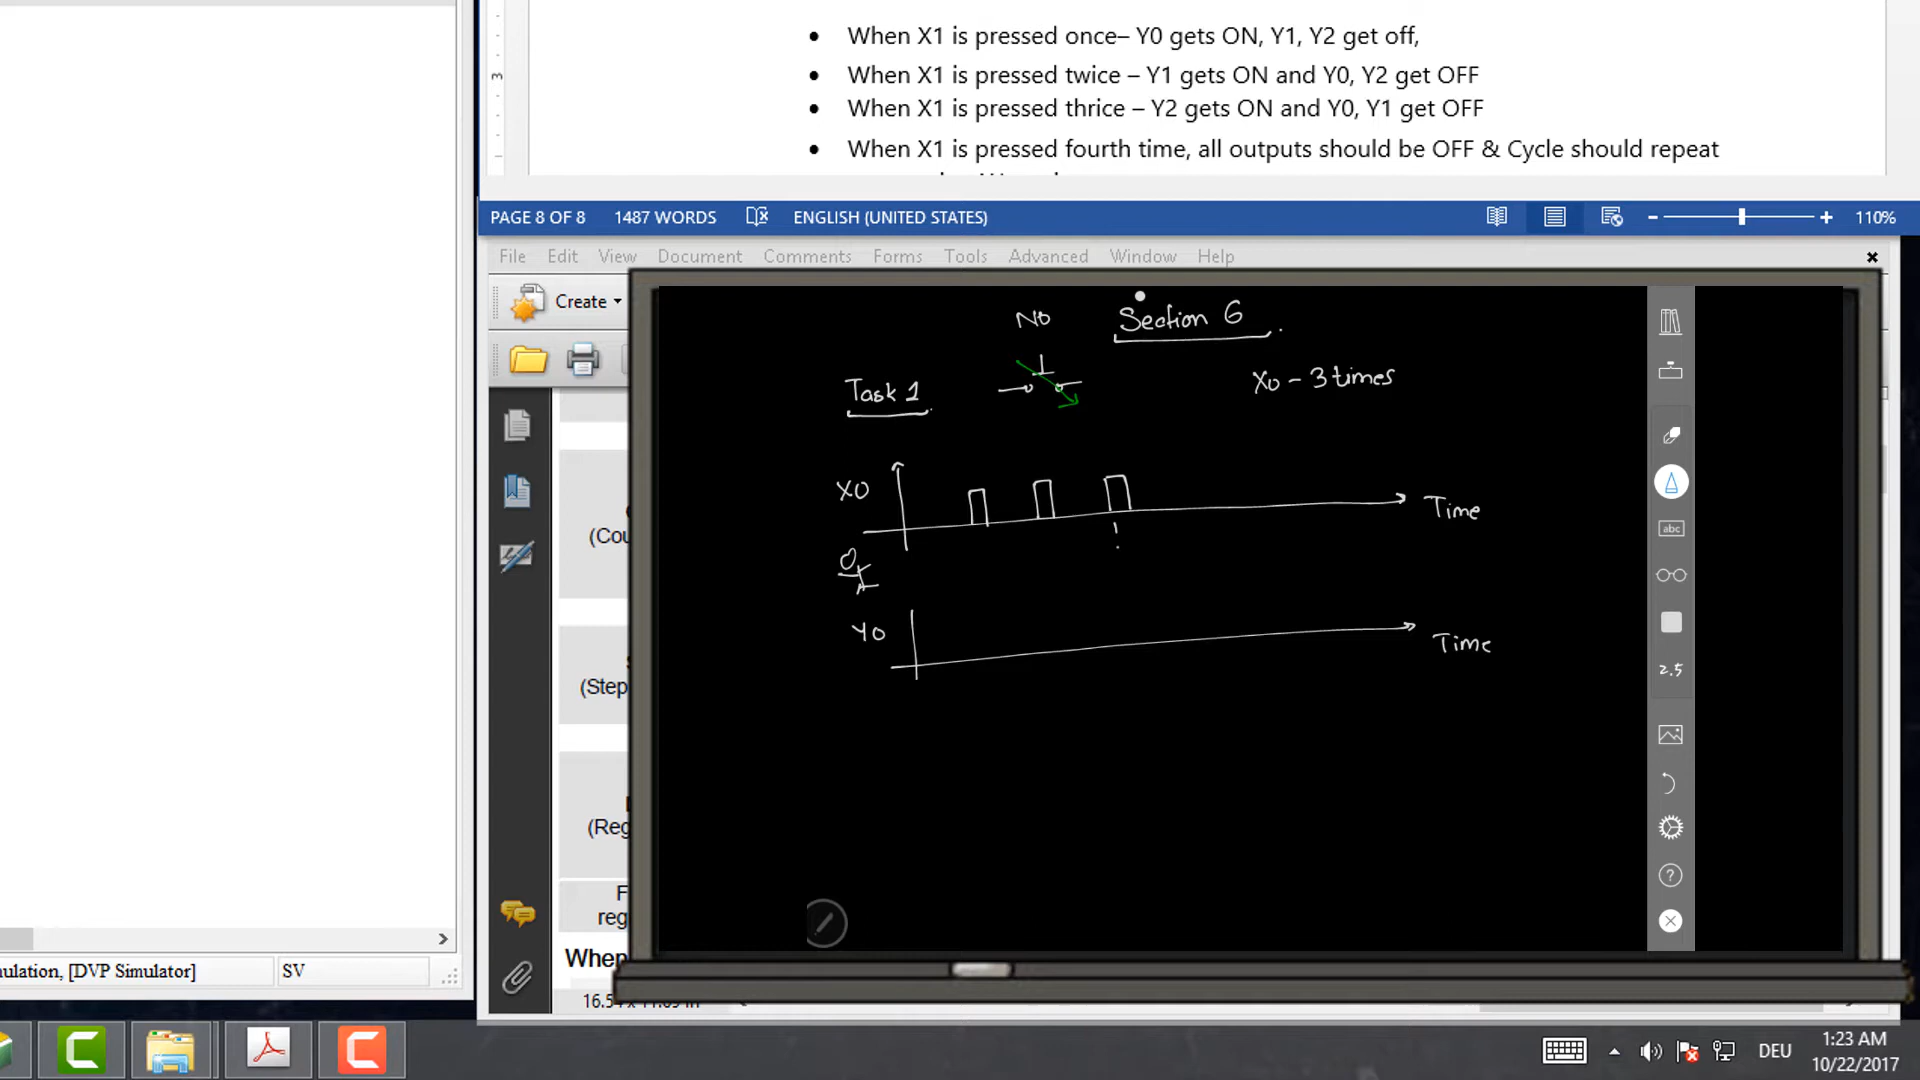 When X1 is pressed once– Y0 gets ON, Y1, Y2 get off,
When X1 is pressed twice – Y1 gets ON and Y0, Y2 get OFF
When X1 is pressed thrice – Y2 gets ON and Y0, Y1 get OFF
When X1 is pressed fourth time, all outputs should be OFF & Cycle should repeat
3
PAGE 8 OF 8
1487 WORDS
ENGLISH (UNITED STATES)
110%
File Edit View Document Comments Forms Tools Advanced Window Help
Create
NO
Section 6
Task 1
X0 - 3 times
X0
Time
Y0
Time
(Cou
(Step
(Reg
F
reg
When
abc
2.5
?
ulation, [DVP Simulator]
SV
DEU
1:23 AM
10/22/2017